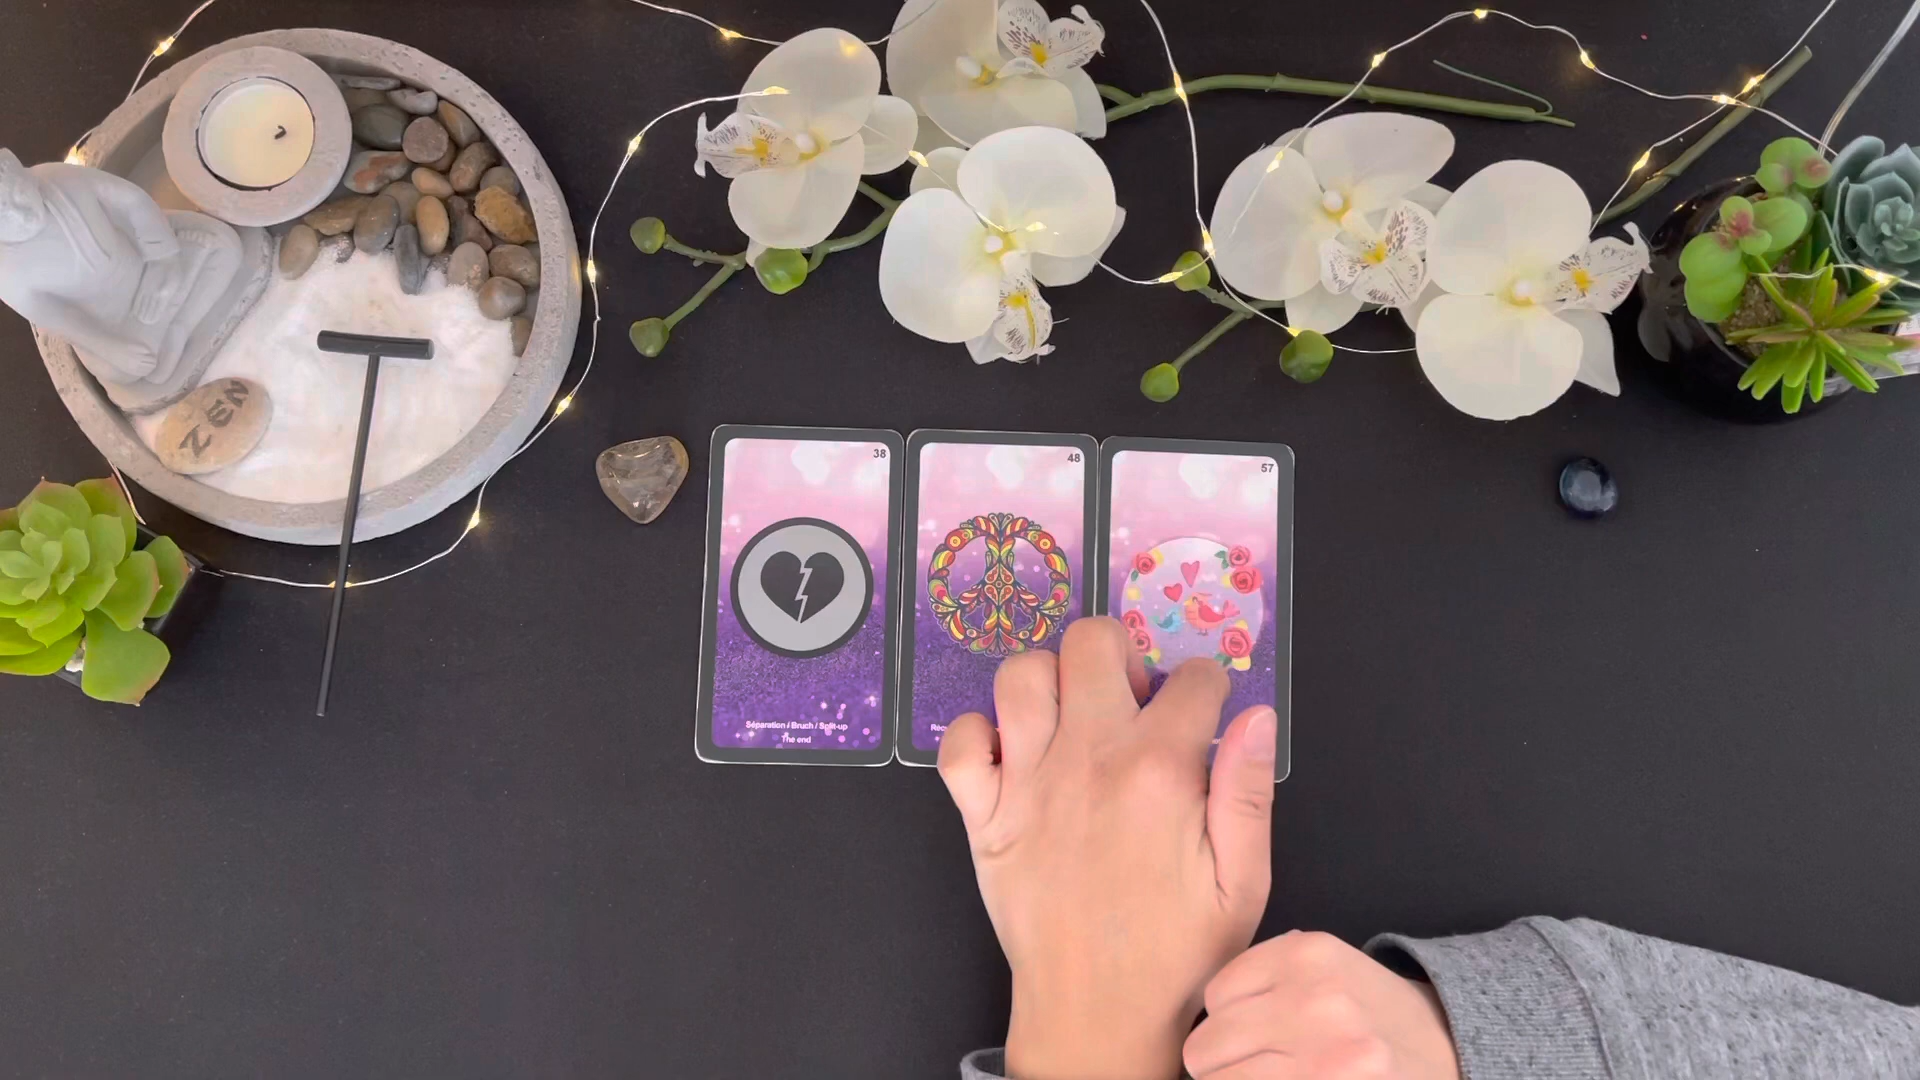 ZEN
38
48
57
Séparation / Bruch / Split-up
The end